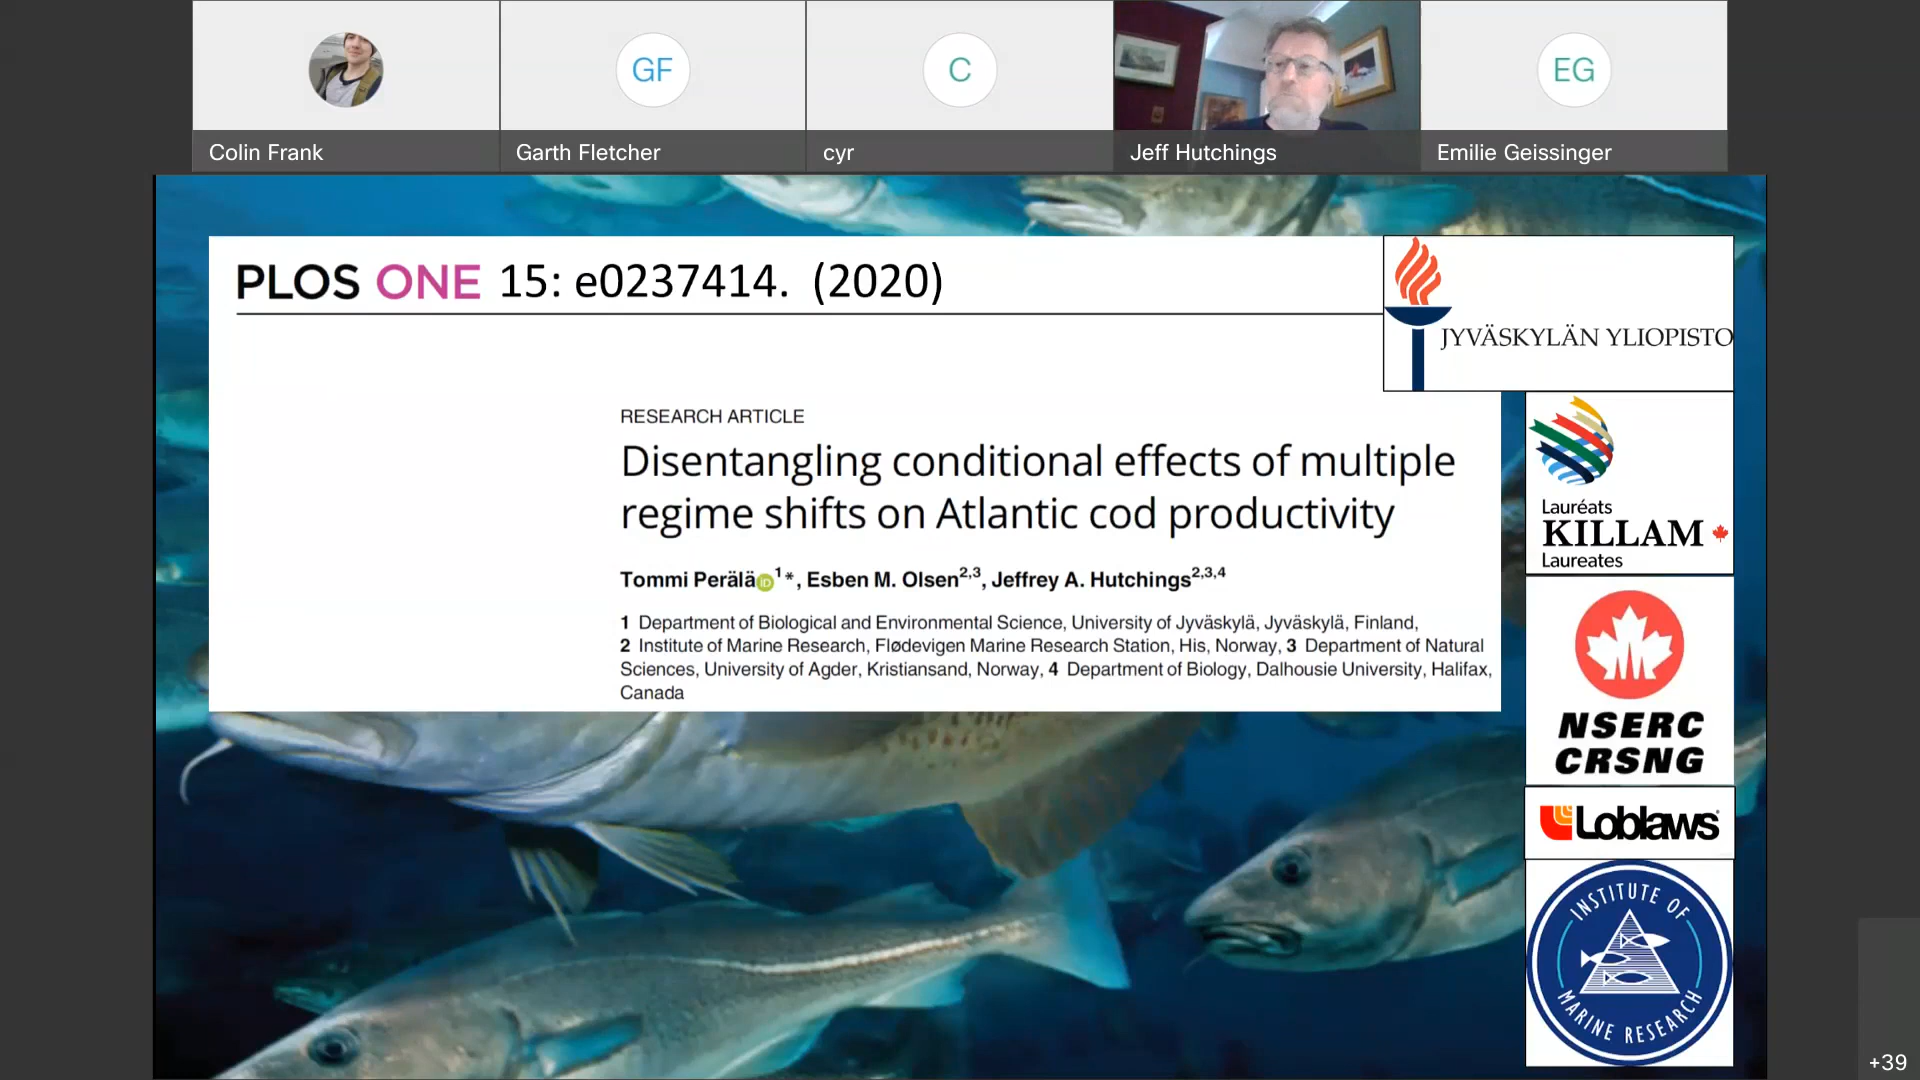 GF
C
EG
Colin Frank
Garth Fletcher
cyr
Jeff Hutchings
Emilie Geissinger
PLOS ONE 15: e0237414. (2020)
JYVÄSKYLÄN YLIOPISTO
RESEARCH ARTICLE
Disentangling conditional effects of multiple
regime shifts on Atlantic cod productivity
Tommi Perälä iD 1*, Esben M. Olsen2,3, Jeffrey A. Hutchings2,3,4
1 Department of Biological and Environmental Science, University of Jyväskylä, Jyväskylä, Finland,
2 Institute of Marine Research, Flødevigen Marine Research Station, His, Norway, 3 Department of Natural
Sciences, University of Agder, Kristiansand, Norway, 4 Department of Biology, Dalhousie University, Halifax,
Canada
Lauréats
KILLAM
Laureates
NSERC
CRSNG
Loblaws
INSTITUTE OF
MARINE RESEARCH
+39